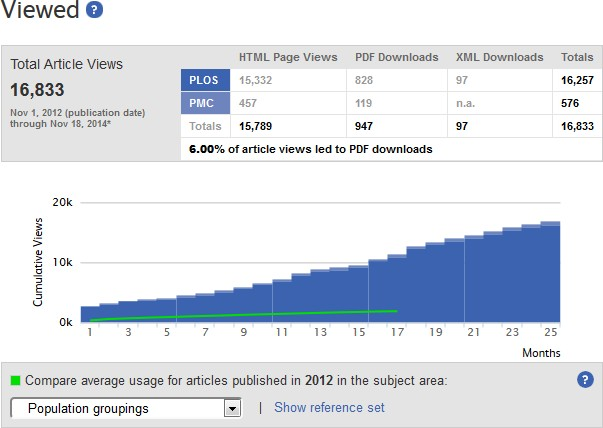 Viewed ?
Total Article Views
16,833
Nov 1, 2012 (publication date)
through Nov 18, 2014*
HTML Page Views PDF Downloads XML Downloads Totals
PLOS 15,332 828 97 16,257
PMC 457 119 n.a. 576
Totals 15,789 947 97 16,833
6.00% of article views led to PDF downloads
Cumulative Views
20k
10k
0k
1 3 5 7 9 11 13 15 17 19 21 23 25
Months
Compare average usage for articles published in 2012 in the subject area: ?
Population groupings | Show reference set